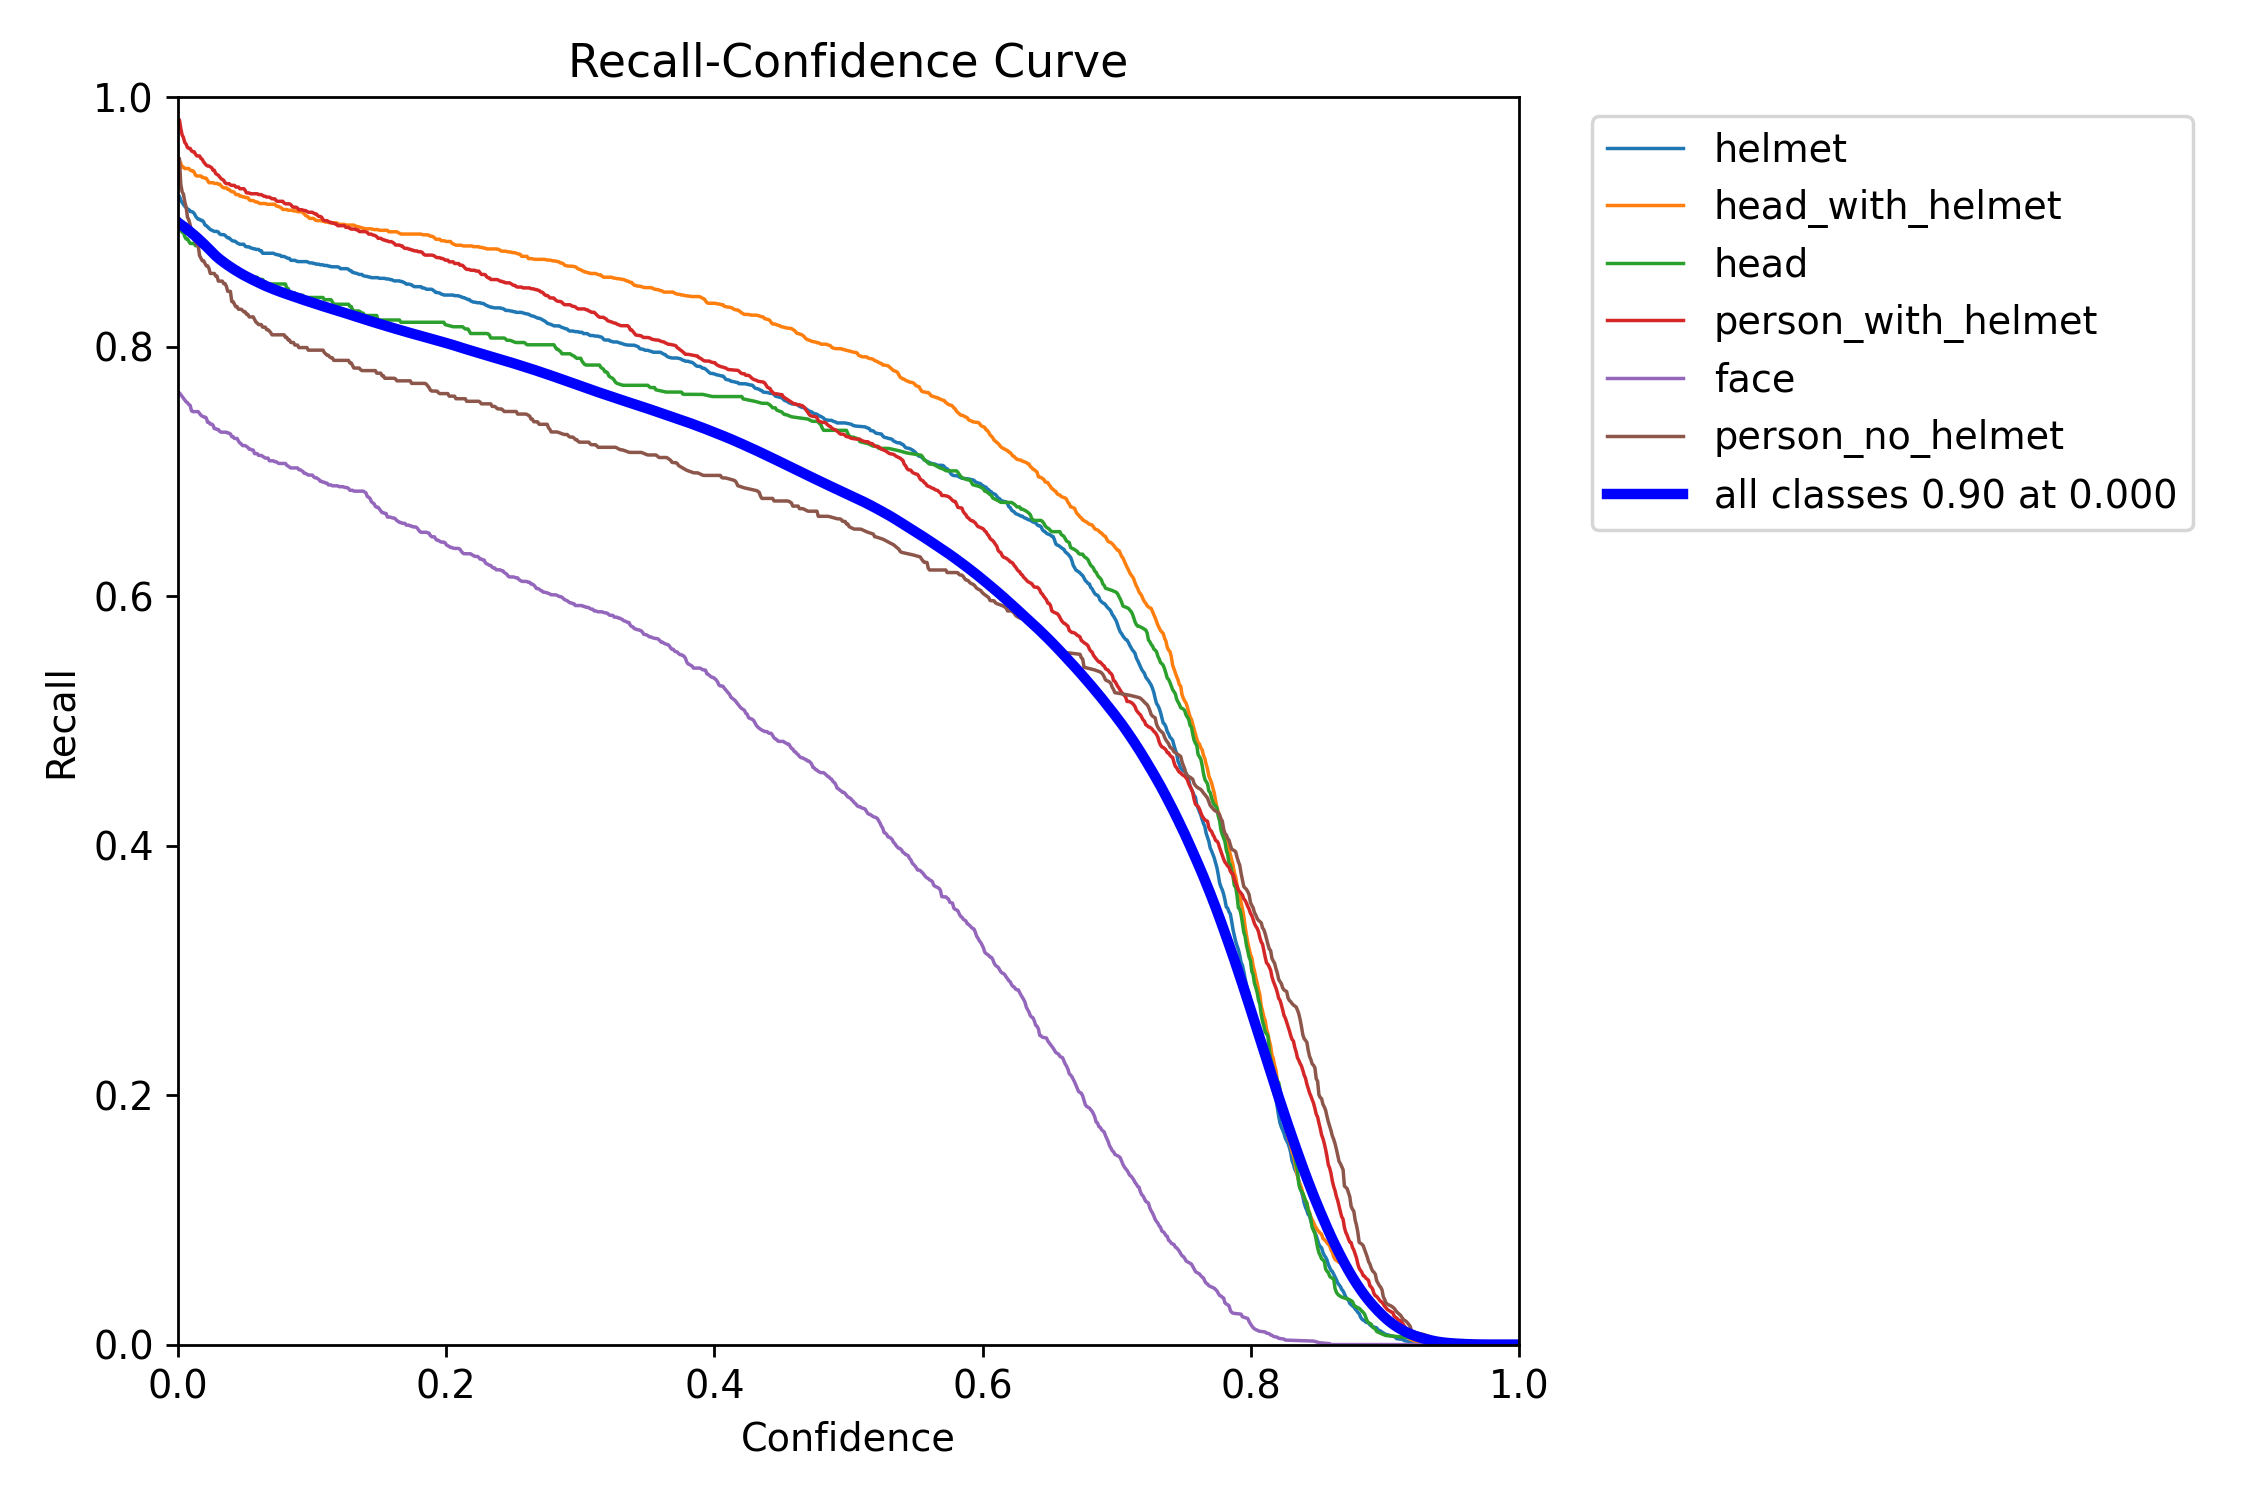 Recall-Confidence Curve
1.0
0.8
0.6
0.4
0.2
0.0
Recall
0.0 0.2 0.4 0.6 0.8 1.0
Confidence
helmet
head_with_helmet
head
person_with_helmet
face
person_no_helmet
all classes 0.90 at 0.000